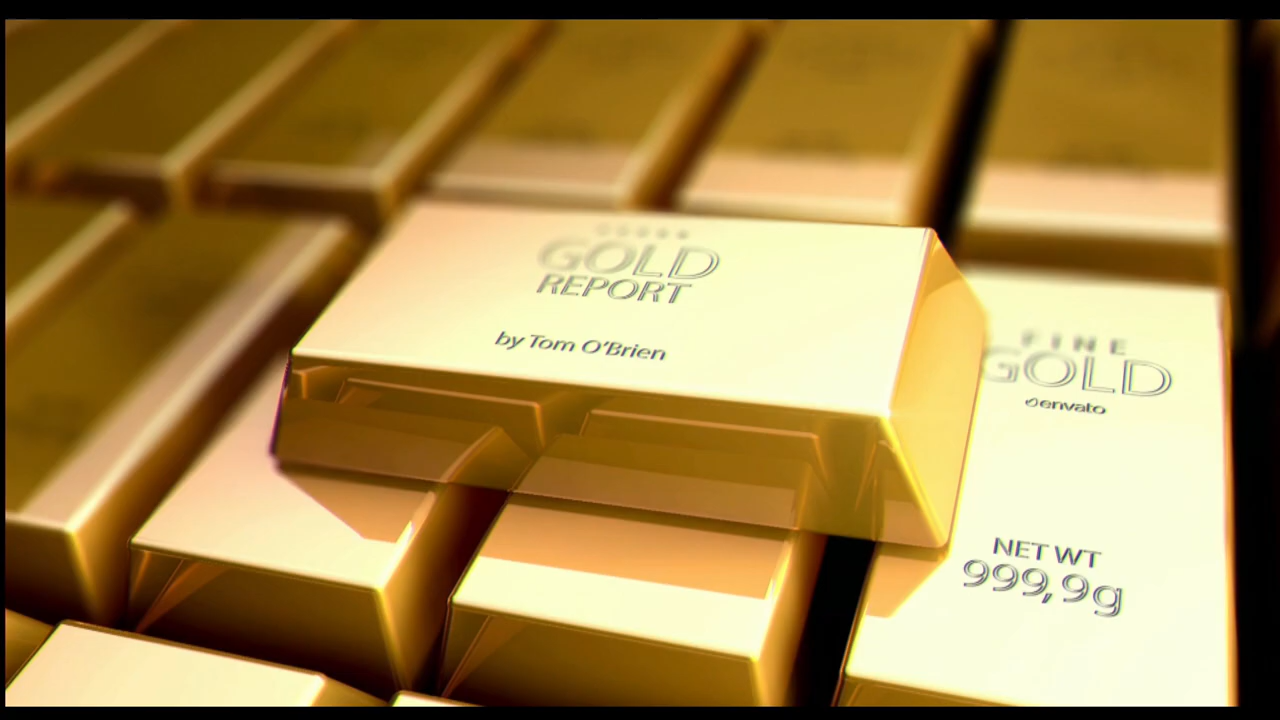 GOLD
REPORT
by Tom O'Brien
FINE
GOLD
envato
NET WT
999,9g